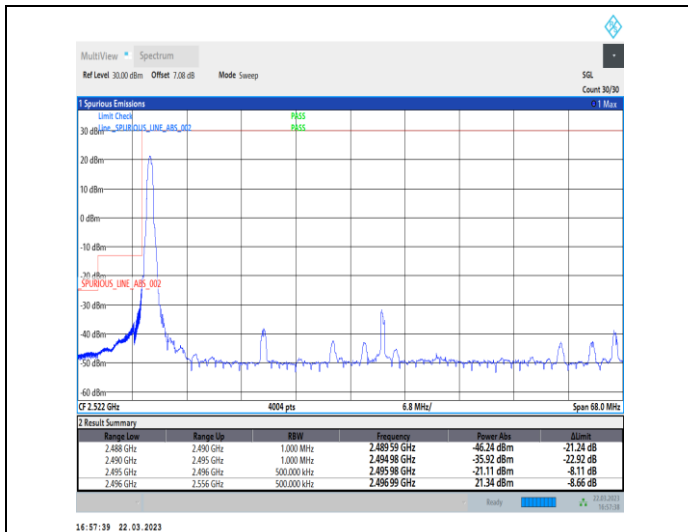 MultiView Spectrum
Ref Level 30.00 dBm Offset 7.08 dB Mode Sweep SGL
Count 30/30
1 Spurious Emissions 1 Max
Limit Check PASS
Line _SPURIOUS_LINE_ABS_002 PASS
30 dBm
20 dBm
10 dBm
0 dBm
-10 dBm
-20 dBm
_SPURIOUS_LINE_ABS_002
-30 dBm
-40 dBm
-50 dBm
-60 dBm
CF 2.522 GHz 4004 pts 6.8 MHz/ Span 68.0 MHz
2 Result Summary
Range Low Range Up RBW Frequency Power Abs ΔLimit
2.488 GHz 2.490 GHz 1.000 MHz 2.489 59 GHz -46.24 dBm -21.24 dB
2.490 GHz 2.495 GHz 1.000 MHz 2.494 98 GHz -35.92 dBm -22.92 dB
2.495 GHz 2.496 GHz 500.000 kHz 2.495 98 GHz -21.11 dBm -8.11 dB
2.496 GHz 2.556 GHz 500.000 kHz 2.496 99 GHz 21.34 dBm -8.66 dB
Ready 22.03.2023
16:57:38
16:57:39 22.03.2023